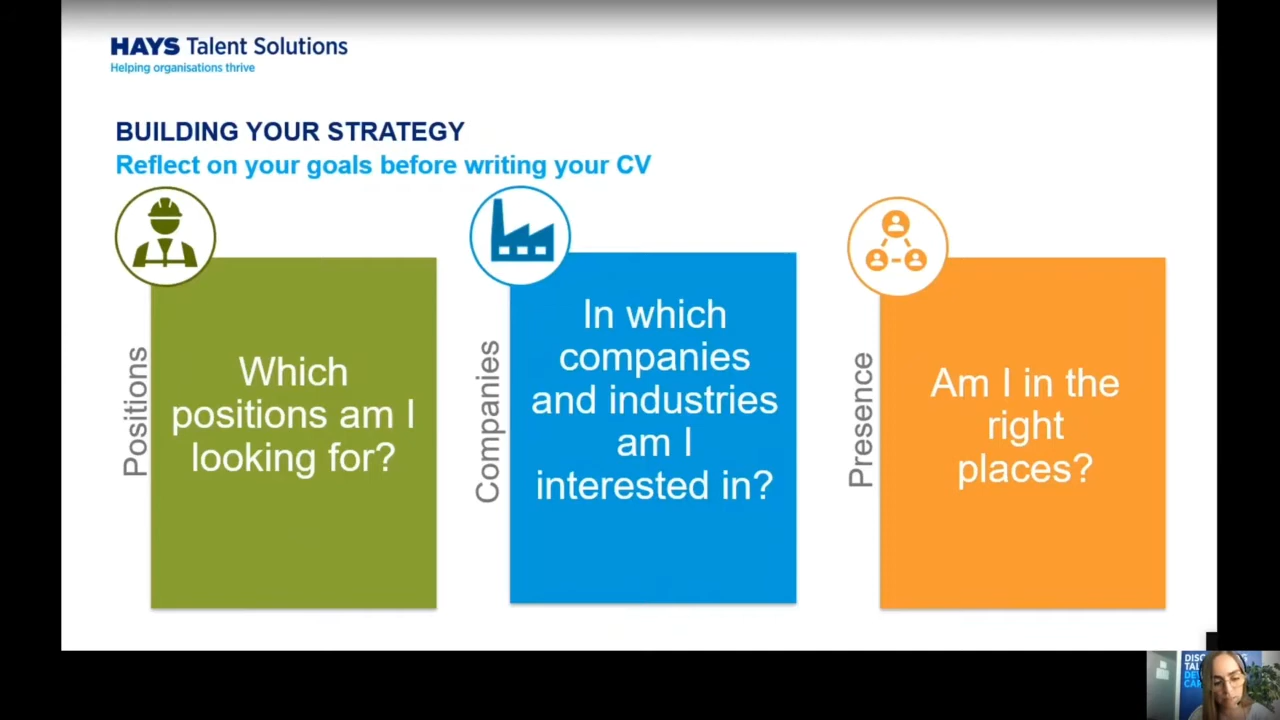 HAYS Talent Solutions
Helping organisations thrive
BUILDING YOUR STRATEGY
Reflect on your goals before writing your CV
Positions
Which
positions am I
looking for?
Companies
In which
companies
and industries
am I
interested in?
Presence
Am I in the
right
places?